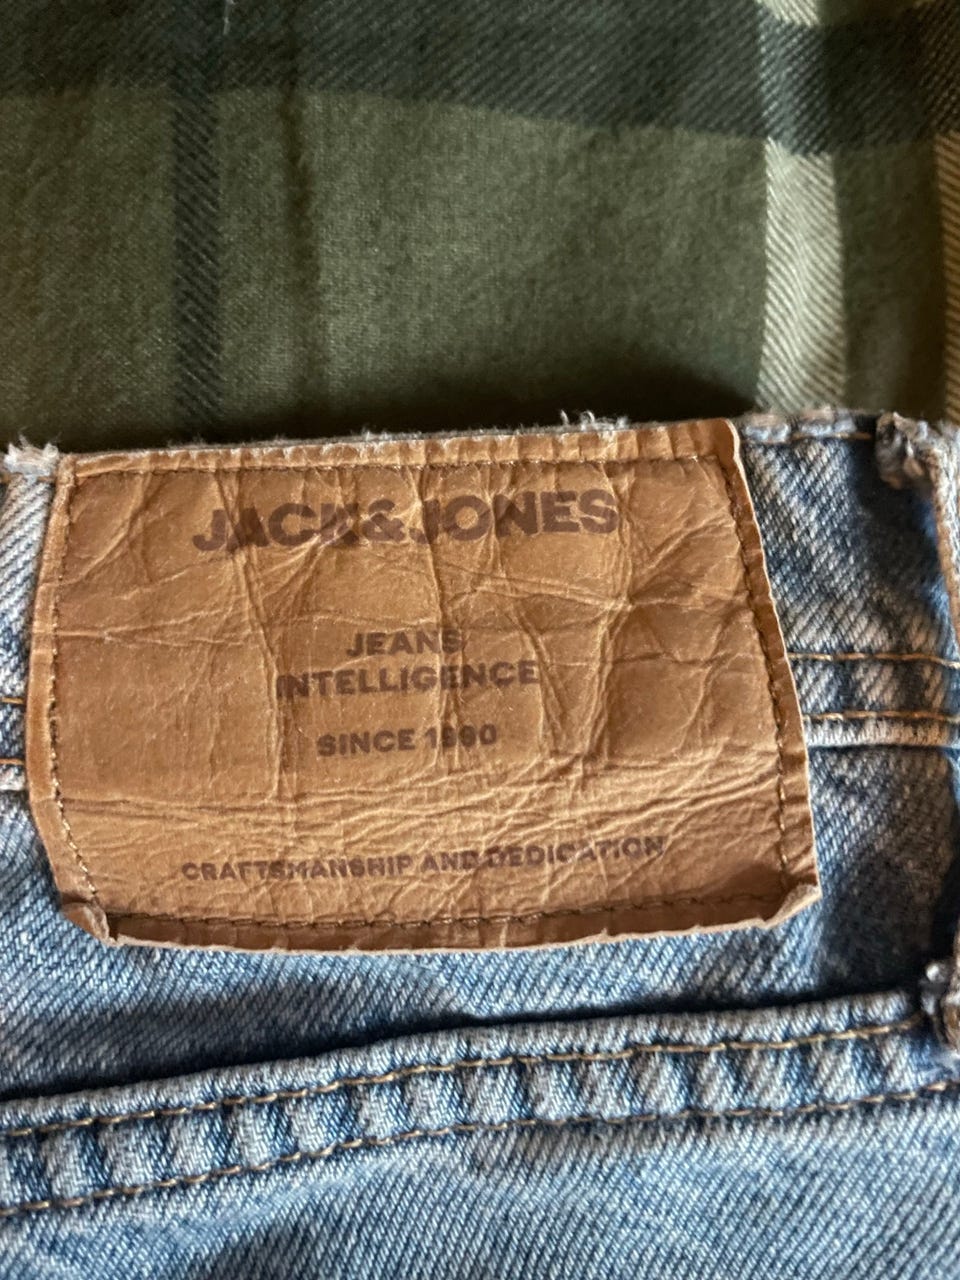 JACK&JONES
JEANS
INTELLIGENCE
SINCE 1990
CRAFTSMANSHIP AND DEDICATION